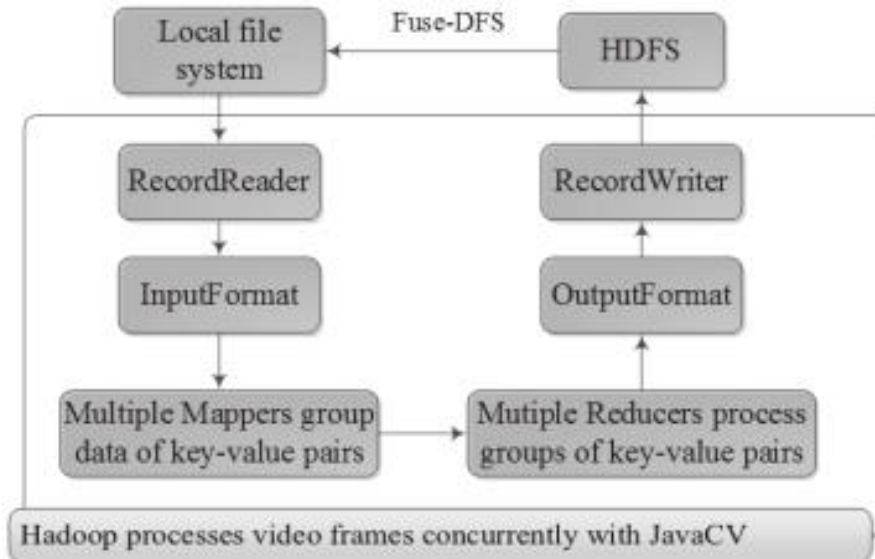 Local file
system
Fuse-DFS
HDFS
RecordReader
RecordWriter
InputFormat
OutputFormat
Multiple Mappers group
data of key-value pairs
Mutiple Reducers process
groups of key-value pairs
Hadoop processes video frames concurrently with JavaCV